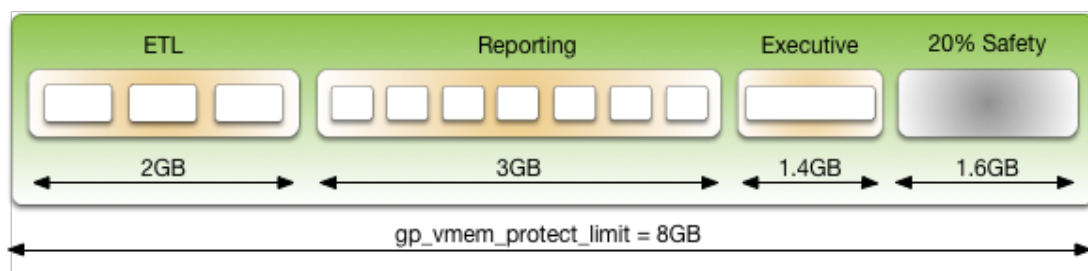 ETL Reporting Executive 20% Safety
2GB 3GB 1.4GB 1.6GB
gp_vmem_protect_limit = 8GB